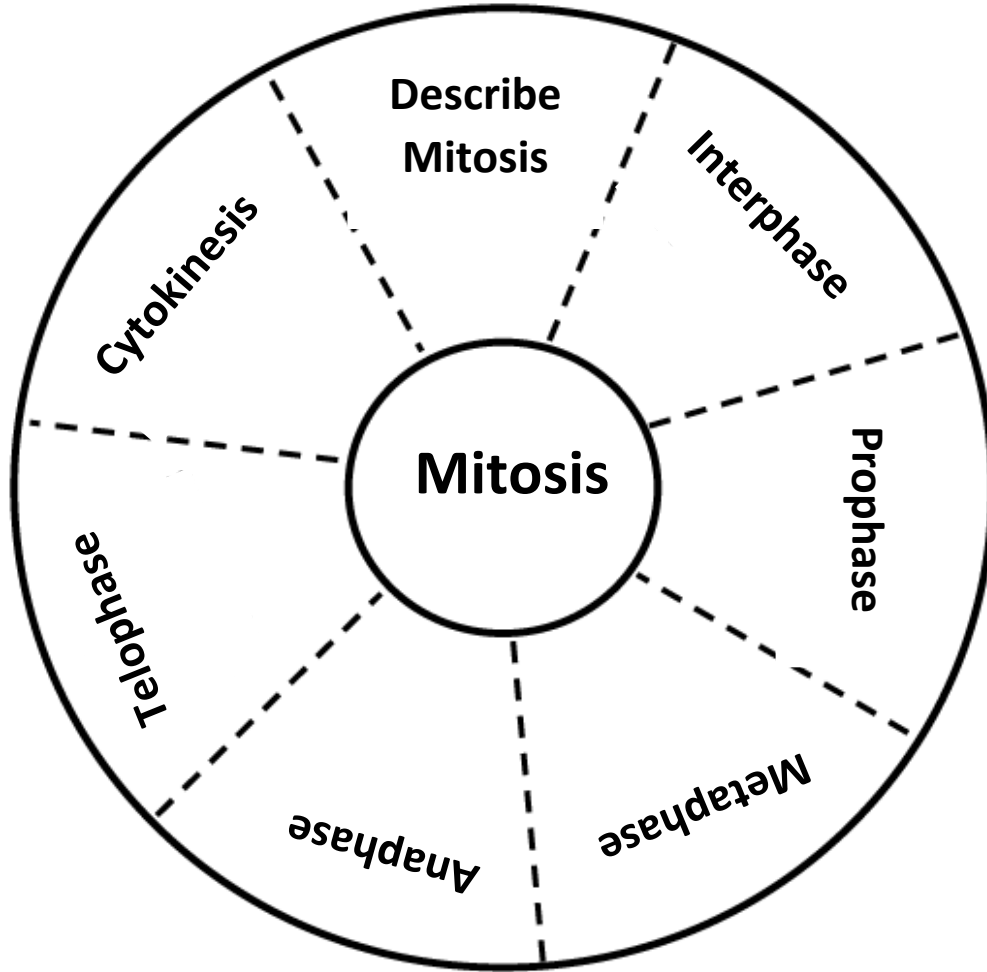 Describe
Mitosis
Interphase
Prophase
Metaphase
Anaphase
Telophase
Cytokinesis
Mitosis